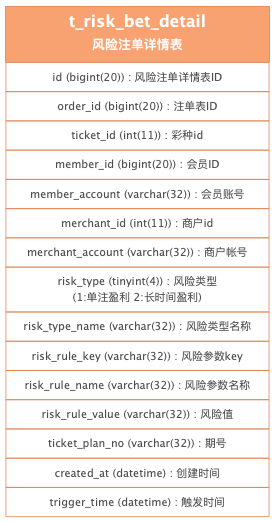 t_risk_bet_detail
风险注单详情表
id (bigint(20)) : 风险注单详情表ID
order_id (bigint(20)) : 注单表ID
ticket_id (int(11)) : 彩种id
member_id (bigint(20)) : 会员ID
member_account (varchar(32)) : 会员账号
merchant_id (int(11)) : 商户id
merchant_account (varchar(32)) : 商户帐号
risk_type (tinyint(4)) : 风险类型
(1:单注盈利 2:长时间盈利)
risk_type_name (varchar(32)) : 风险类型名称
risk_rule_key (varchar(32)) : 风险参数key
risk_rule_name (varchar(32)) : 风险参数名称
risk_rule_value (varchar(32)) : 风险值
ticket_plan_no (varchar(32)) : 期号
created_at (datetime) : 创建时间
trigger_time (datetime) : 触发时间